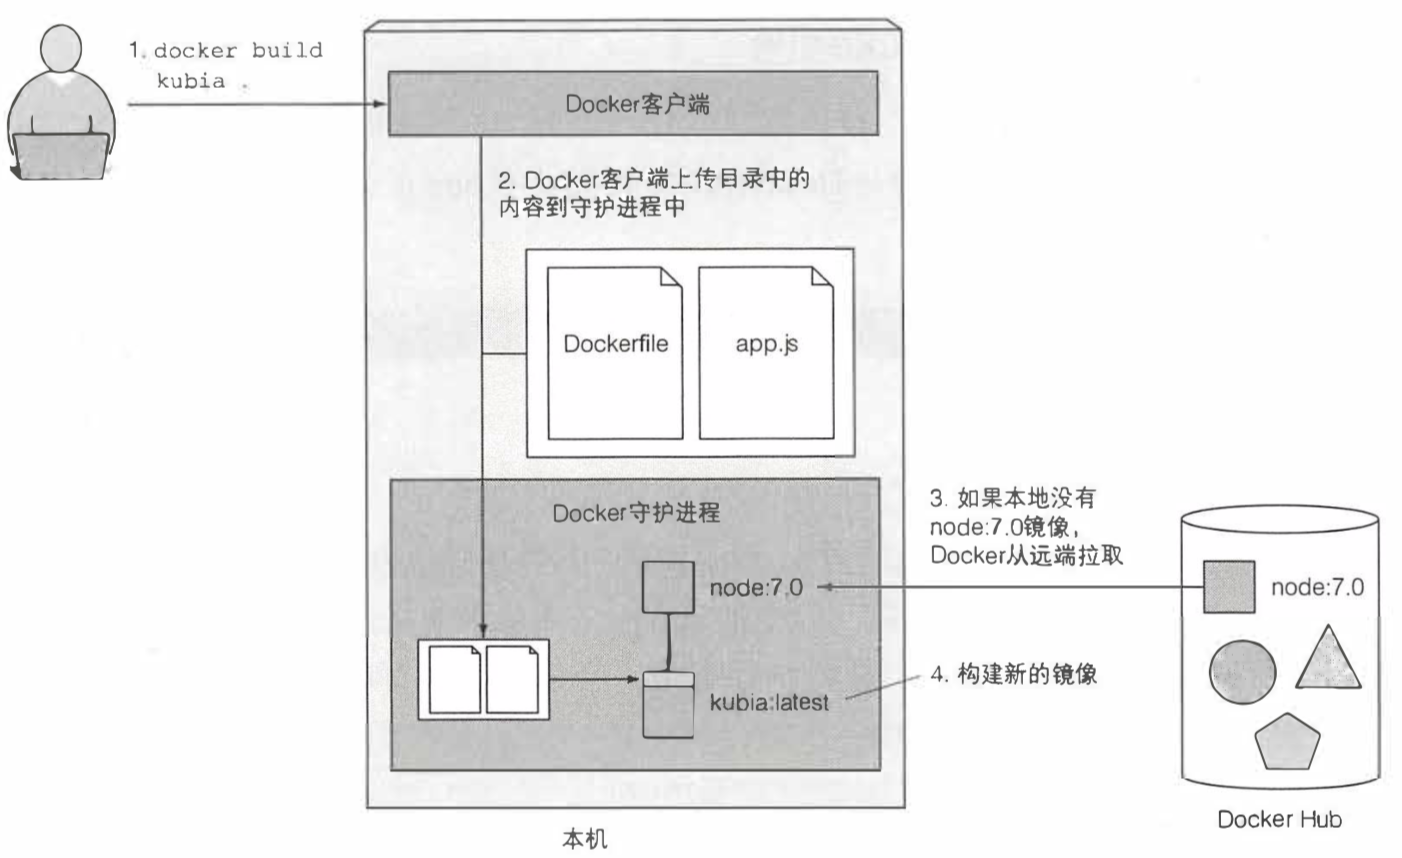 1. docker build
kubia .
Docker客户端
2. Docker客户端上传目录中的
内容到守护进程中
Dockerfile
app.js
Docker守护进程
3. 如果本地没有
node:7.0镜像，
Docker从远端拉取
node:7.0
node:7.0
4. 构建新的镜像
kubia:latest
Docker Hub
本机